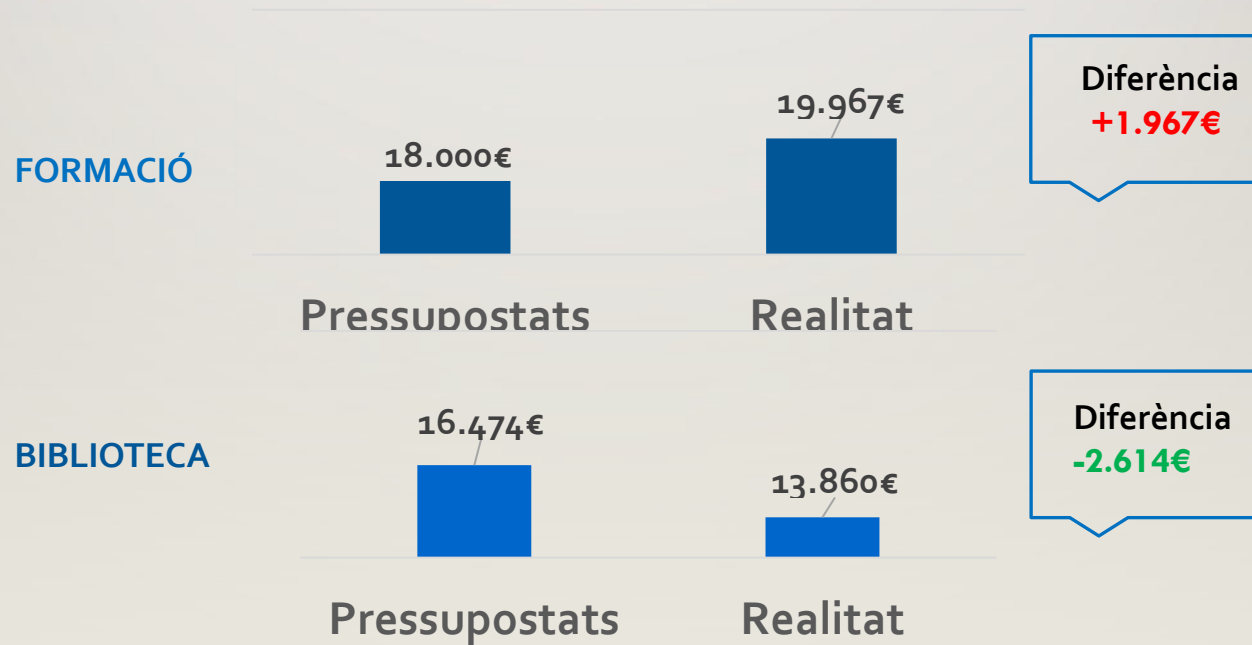 FORMACIÓ
18.000€
19.967€
Pressupostats
Realitat
Diferència
+1.967€
BIBLIOTECA
16.474€
13.860€
Pressupostats
Realitat
Diferència
-2.614€